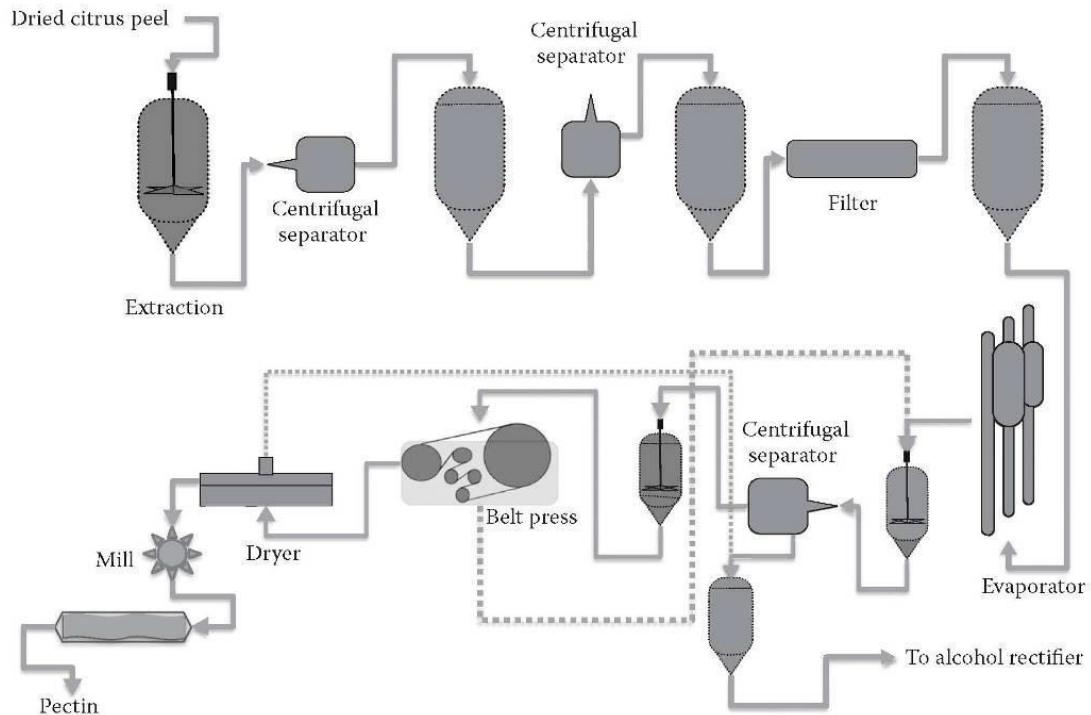 Dried citrus peel
Centrifugal
separator
Centrifugal
separator
Filter
Extraction
Centrifugal
separator
Belt press
Dryer
Mill
Evaporator
To alcohol rectifier
Pectin